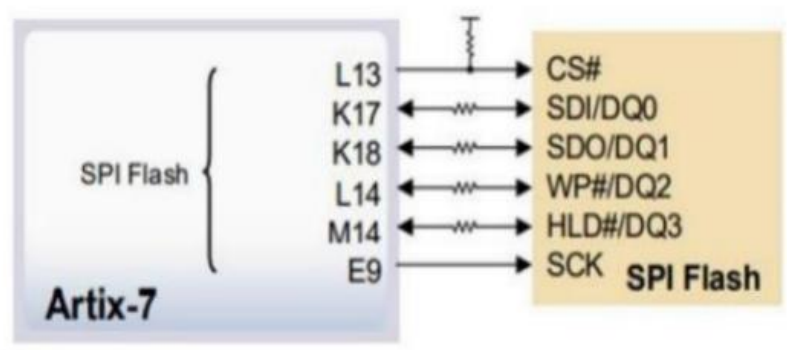 L13 CS#
K17 SDI/DQ0
K18 SDO/DQ1
SPI Flash
L14 WP#/DQ2
M14 HLD#/DQ3
E9 SCK
SPI Flash
Artix-7